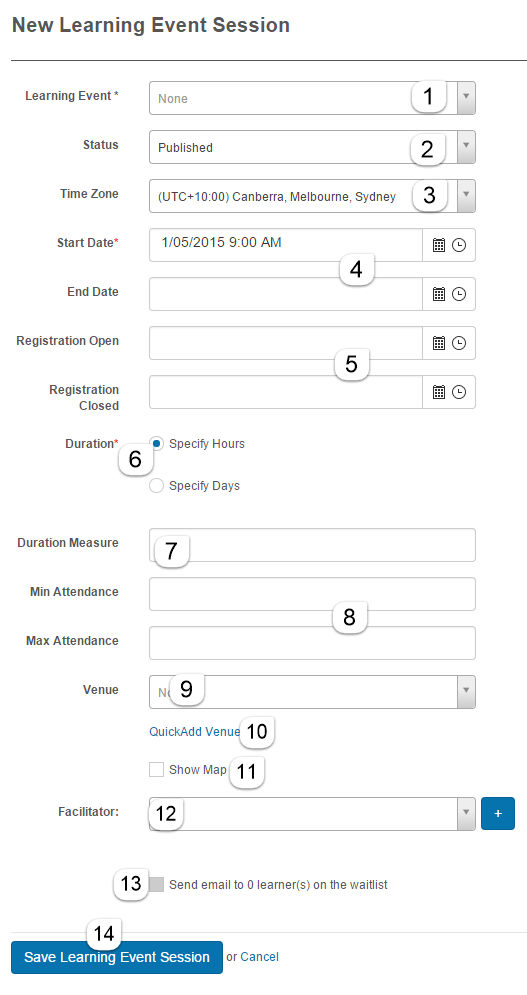 New Learning Event Session
Learning Event * None 1
Status Published 2
Time Zone (UTC+10:00) Canberra, Melbourne, Sydney 3
Start Date* 1/05/2015 9:00 AM
4
End Date
Registration Open
5
Registration
Closed
Duration* Specify Hours
6
Specify Days
Duration Measure 7
Min Attendance
8
Max Attendance
Venue 9
QuickAdd Venue 10
Show Map 11
Facilitator: 12 +
13 Send email to 0 learner(s) on the waitlist
14
Save Learning Event Session or Cancel